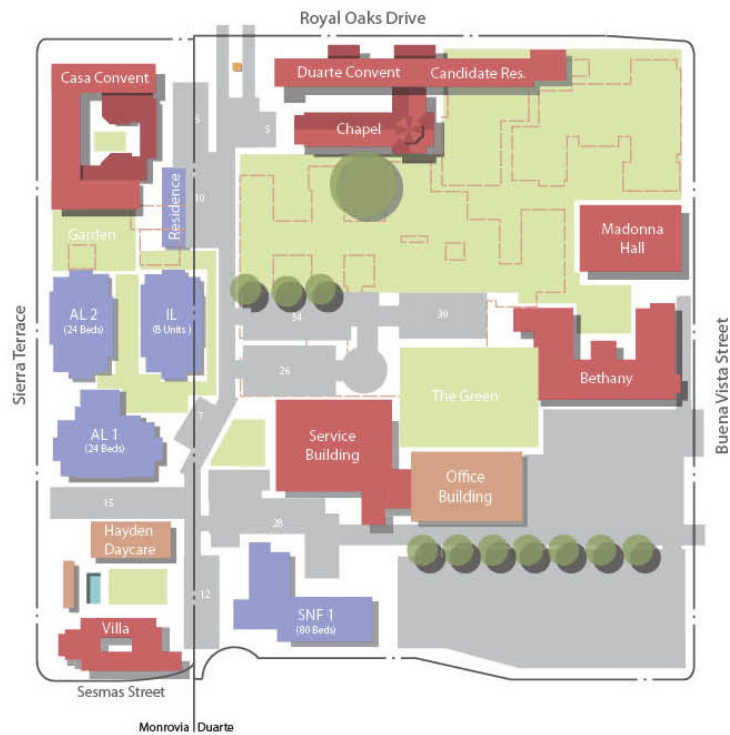 Royal Oaks Drive
Casa Convent
Duarte Convent
Candidate Res.
6
5
Chapel
10
Residence
Garden
Madonna
Hall
AL 2
(24 Beds)
IL
(8 Units )
34
30
Sierra Terrace
26
Bethany
Buena Vista Street
The Green
7
AL 1
(24 Beds)
Service
Building
Office
Building
15
28
Hayden
Daycare
12
SNF 1
(80 Beds)
Villa
Sesmas Street
Monrovia
Duarte